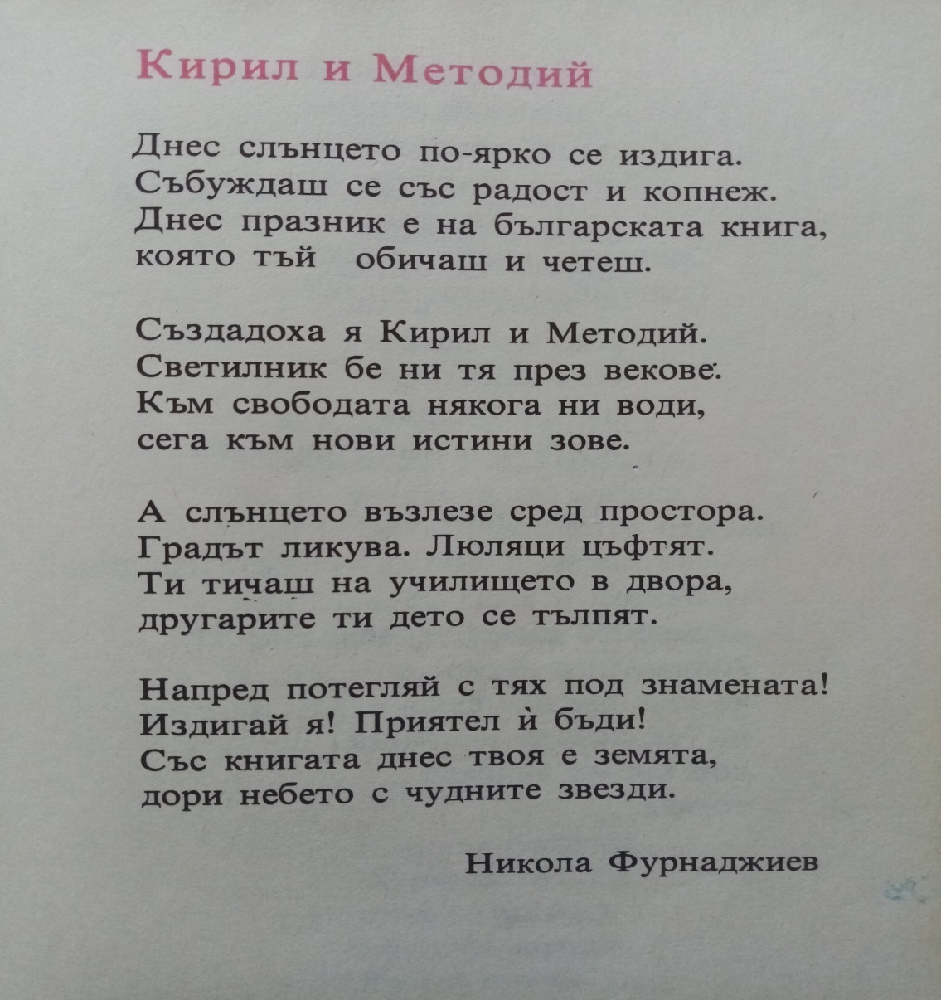 Кирил и Методий
Днес слънцето по-ярко се издига.
Събуждаш се със радост и копнеж.
Днес празник е на българската книга,
която тъй обичаш и четеш.
Създадоха я Кирил и Методий.
Светилник бе ни тя през векове.
Към свободата някога ни води,
сега към нови истини зове.
А слънцето възлезе сред простора.
Градът ликува. Люляци цъфтят.
Ти тичаш на училището в двора,
другарите ти дето се тълпят.
Напред потегляй с тях под знамената!
Издигай я! Приятел ѝ бъди!
Със книгата днес твоя е земята,
дори небето с чудните звезди.
Никола Фурнаджиев